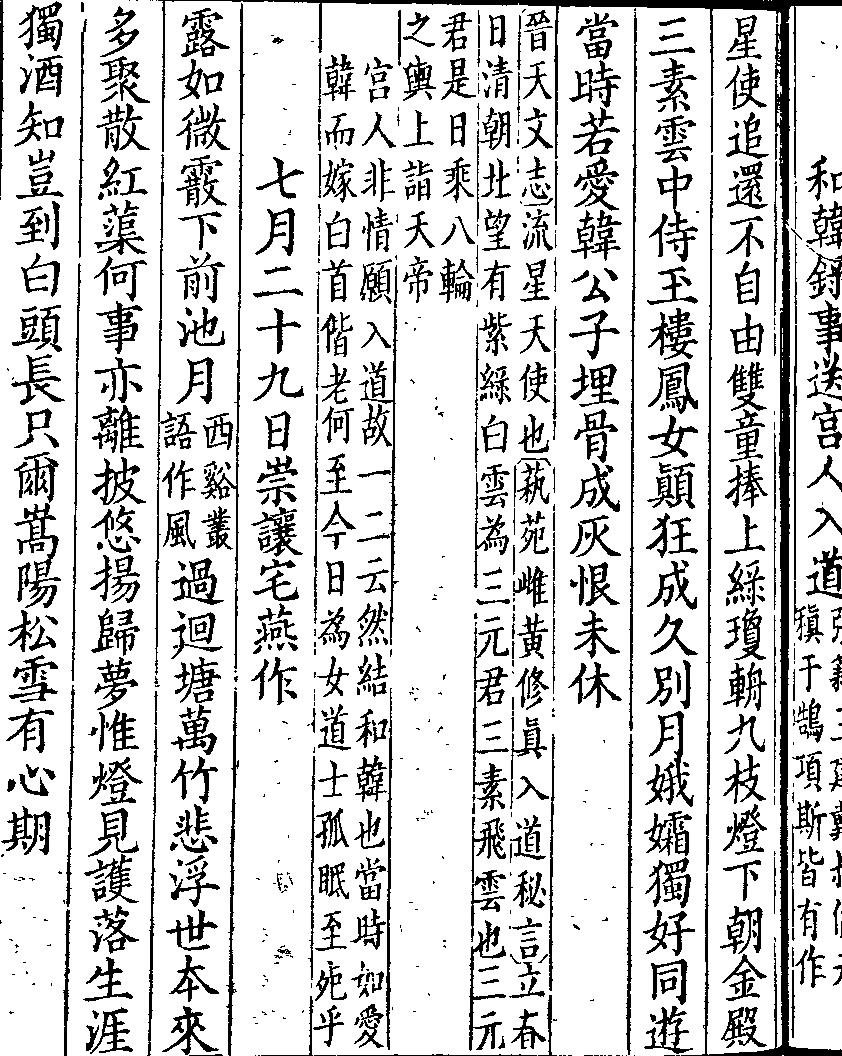 和韓錄事送宮人入道
瑱于鵠項斯皆有作
星使追還不自由雙童捧上綠瓊輈九枝燈下朝金殿
三素雲中侍玉樓鳳女顛狂成久別月娥孀獨好同遊
當時若愛韓公子埋骨成灰恨未休
晉天文志流星天使也蓺苑雌黃修真入道秘言立春
日清朝北望有紫綠白雲為三元君三素飛雲也三元
君是日乘八輪
之輿上詣天帝
宮人非情願入道故一二云然結和韓也當時如愛
韓而嫁白首偕老何至今日為女道士孤眠至死乎
七月二十九日崇讓宅燕作
露如微霰下前池月
西谿叢
語作風
過迴塘萬竹悲浮世本來
多聚散紅蕖何事亦離披悠揚歸夢惟燈見護落生涯
獨酒知豈到白頭長只爾嵩陽松雪有心期